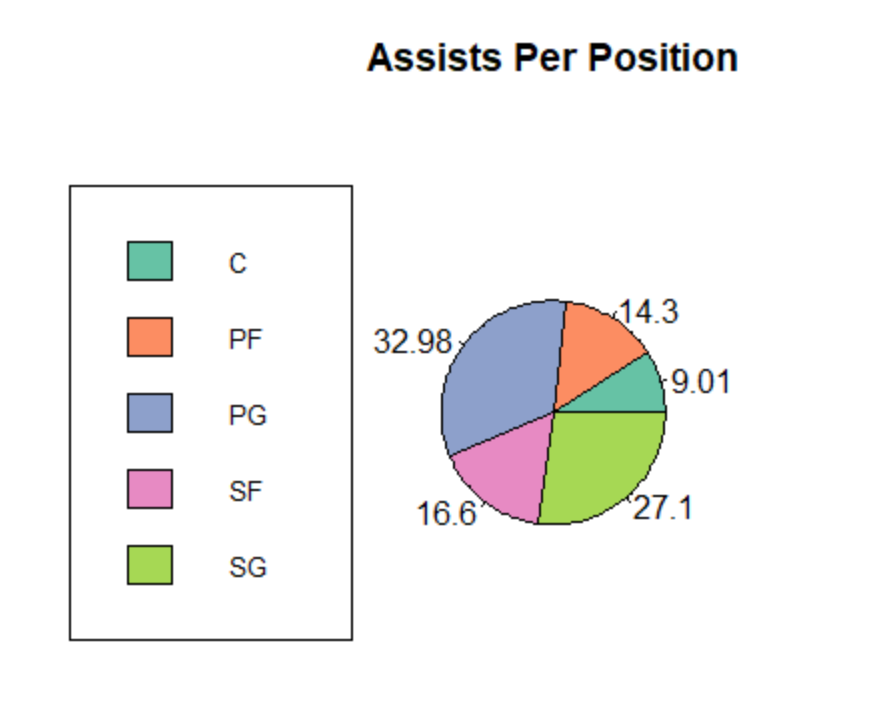 Assists Per Position
C
PF
PG
SF
SG
32.98
14.3
9.01
16.6
27.1